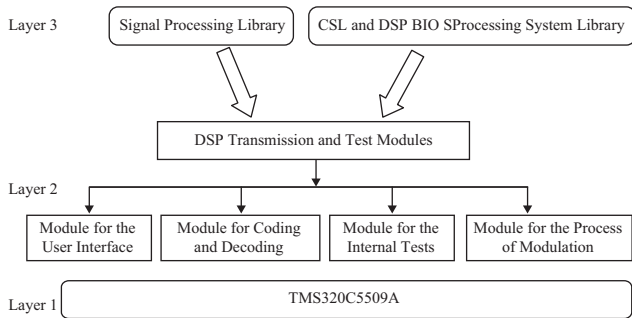 Layer 3
Signal Processing Library
CSL and DSP BIO SProcessing System Library
DSP Transmission and Test Modules
Layer 2
Module for the
User Interface
Module for Coding
and Decoding
Module for the
Internal Tests
Module for the Process
of Modulation
Layer 1
TMS320C5509A